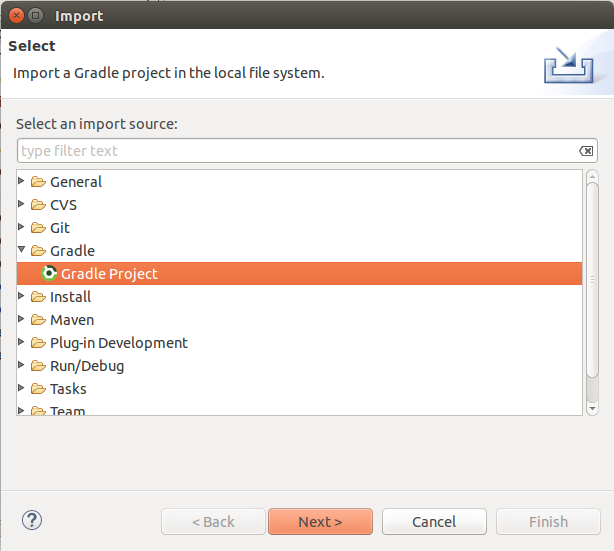 Import
Select
Import a Gradle project in the local file system.
Select an import source:
type filter text
General
CVS
Git
Gradle
Gradle Project
Install
Maven
Plug-in Development
Run/Debug
Tasks
Team
?
< Back Next > Cancel Finish